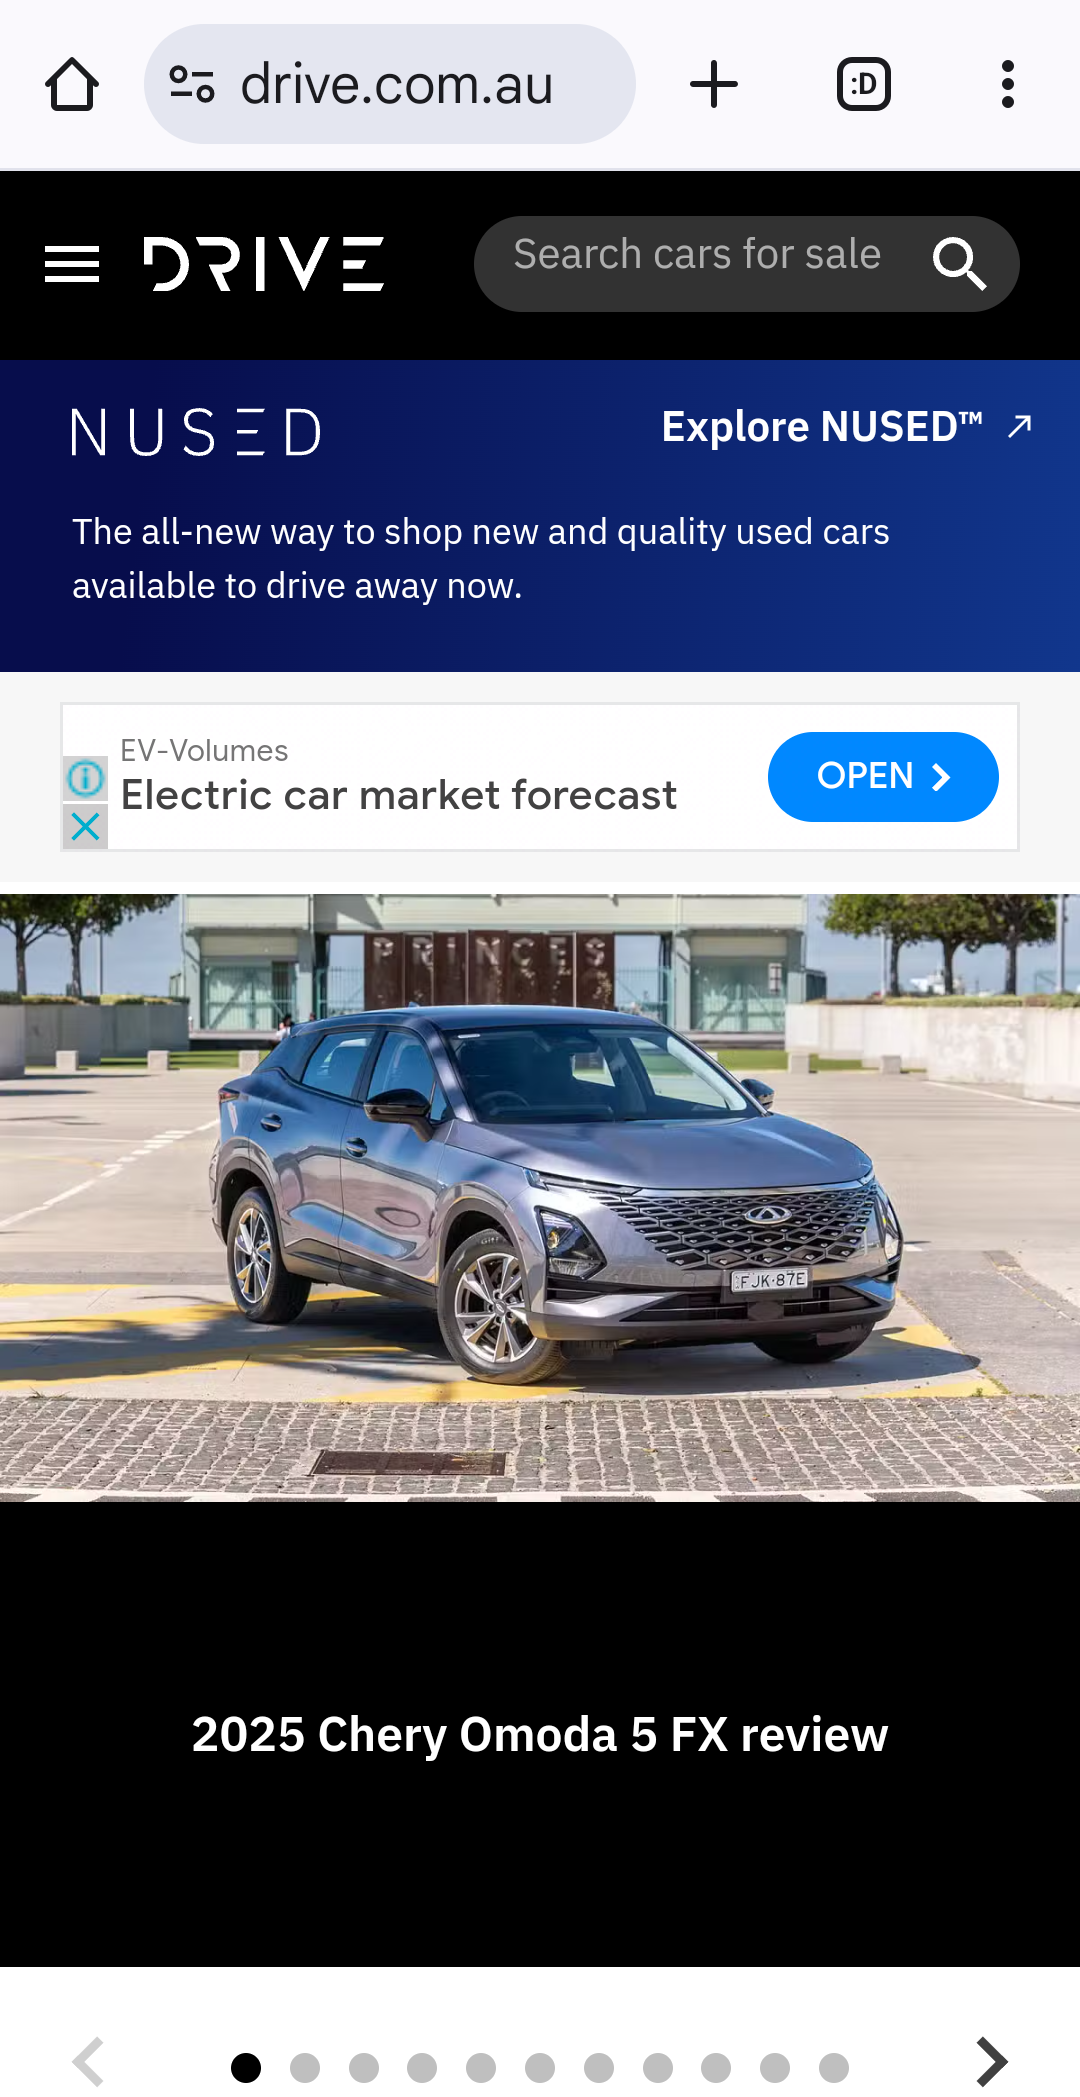 drive.com.au
:D
DRIVE
Search cars for sale
NUSED
Explore NUSED™
The all-new way to shop new and quality used cars
available to drive away now.
EV-Volumes
Electric car market forecast
OPEN
PRINCES
FJK·87E
2025 Chery Omoda 5 FX review